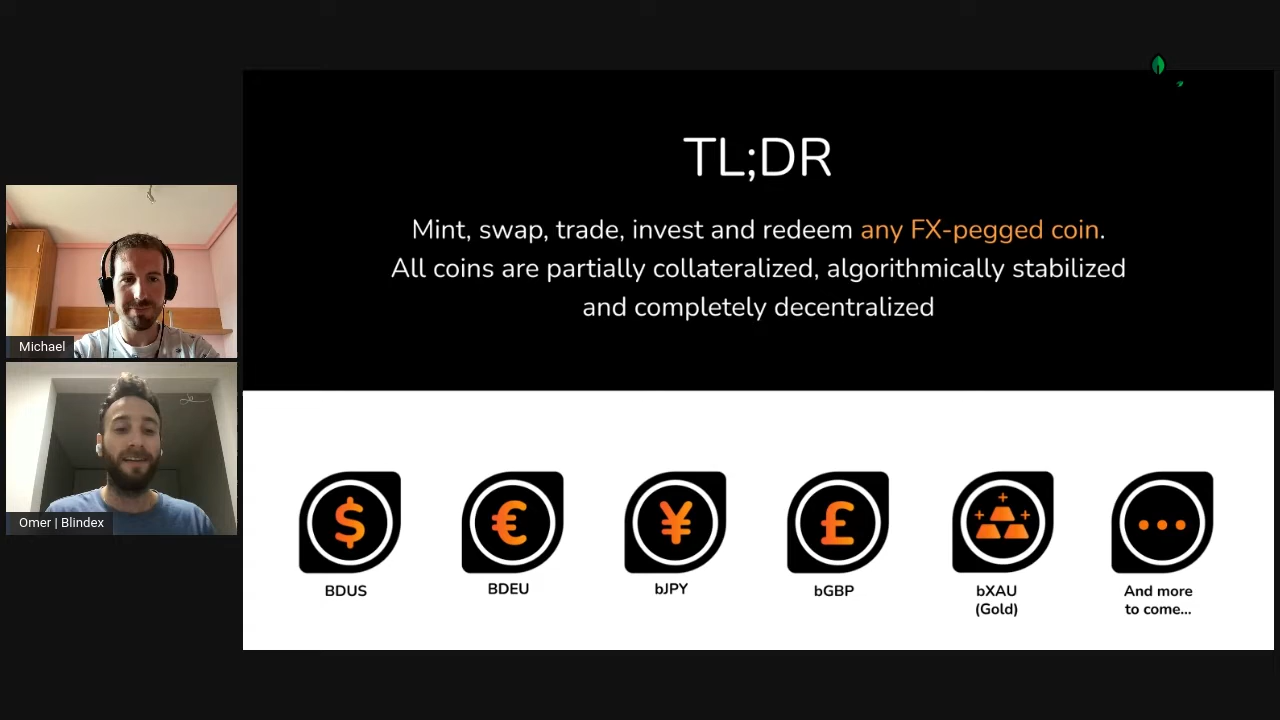 TL;DR
Mint, swap, trade, invest and redeem any FX-pegged coin.
All coins are partially collateralized, algorithmically stabilized
and completely decentralized
Michael
Omer | Blindex
BDUS
BDEU
bJPY
bGBP
bXAU
(Gold)
And more
to come...